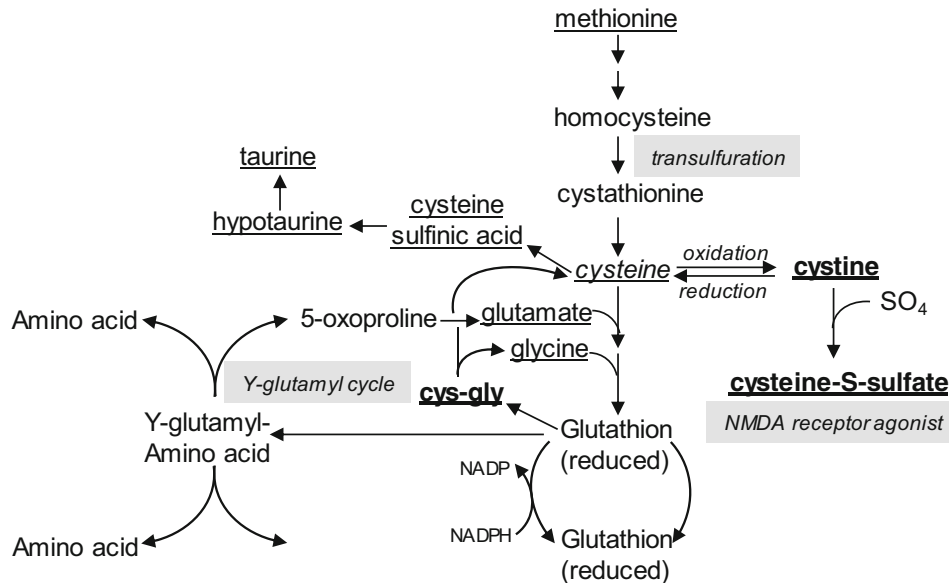 methionine
homocysteine
transulfuration
taurine
cystathionine
hypotaurine
cysteine
sulfinic acid
cysteine
oxidation
reduction
cystine
SO4
Amino acid
5-oxoproline
glutamate
glycine
Y-glutamyl cycle
cys-gly
cysteine-S-sulfate
NMDA receptor agonist
Y-glutamyl-
Amino acid
Glutathion
(reduced)
NADP
NADPH
Amino acid
Glutathion
(reduced)